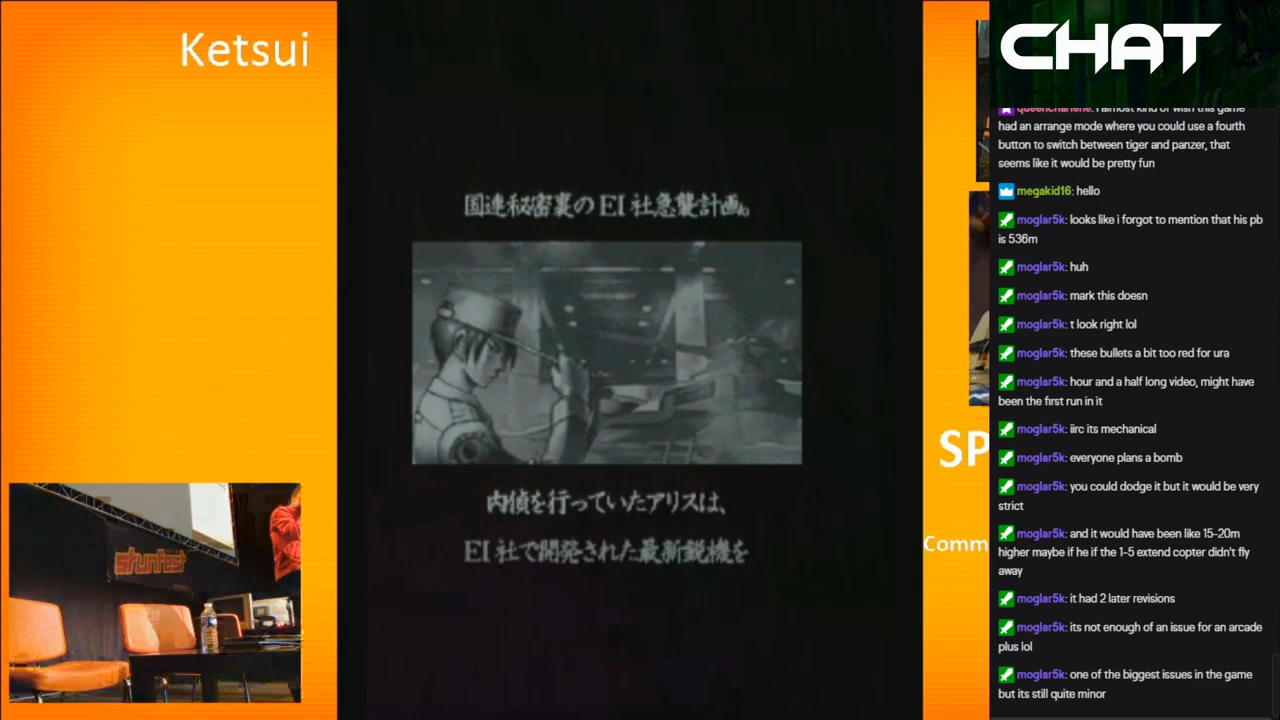 Ketsui
国連秘密裏のEI社急襲計画。
内偵を行っていたアリスは、
EI社で開発された最新鋭機を
stunfest
SP
Comm
CHAT
queencharlene: i almost kind of wish this game
had an arrange mode where you could use a fourth
button to switch between tiger and panzer, that
seems like it would be pretty fun
megakid16: hello
moglar5k: looks like i forgot to mention that his pb
is 536m
moglar5k: huh
moglar5k: mark this doesn
moglar5k: t look right lol
moglar5k: these bullets a bit too red for ura
moglar5k: hour and a half long video, might have
been the first run in it
moglar5k: iirc its mechanical
moglar5k: everyone plans a bomb
moglar5k: you could dodge it but it would be very
strict
moglar5k: and it would have been like 15-20m
higher maybe if he if the 1-5 extend copter didn't fly
away
moglar5k: it had 2 later revisions
moglar5k: its not enough of an issue for an arcade
plus lol
moglar5k: one of the biggest issues in the game
but its still quite minor